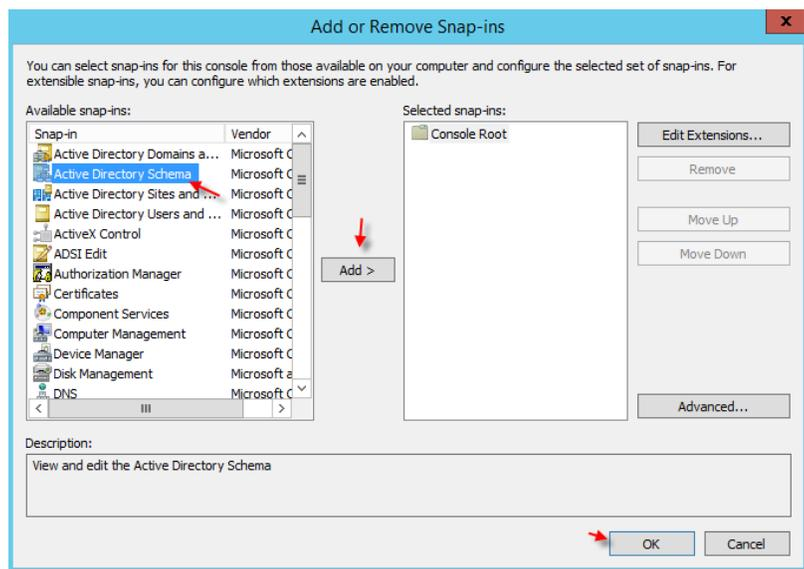 Add or Remove Snap-ins
x
You can select snap-ins for this console from those available on your computer and configure the selected set of snap-ins. For
extensible snap-ins, you can configure which extensions are enabled.
Available snap-ins:
Snap-in Vendor
Active Directory Domains a... Microsoft C
Active Directory Schema Microsoft C
Active Directory Sites and ... Microsoft C
Active Directory Users and ... Microsoft C
ActiveX Control Microsoft C
ADSI Edit Microsoft C
Authorization Manager Microsoft C
Certificates Microsoft C
Component Services Microsoft C
Computer Management Microsoft C
Device Manager Microsoft C
Disk Management Microsoft a
DNS Microsoft C
Add >
Selected snap-ins:
Console Root
Edit Extensions...
Remove
Move Up
Move Down
Advanced...
Description:
View and edit the Active Directory Schema
OK Cancel